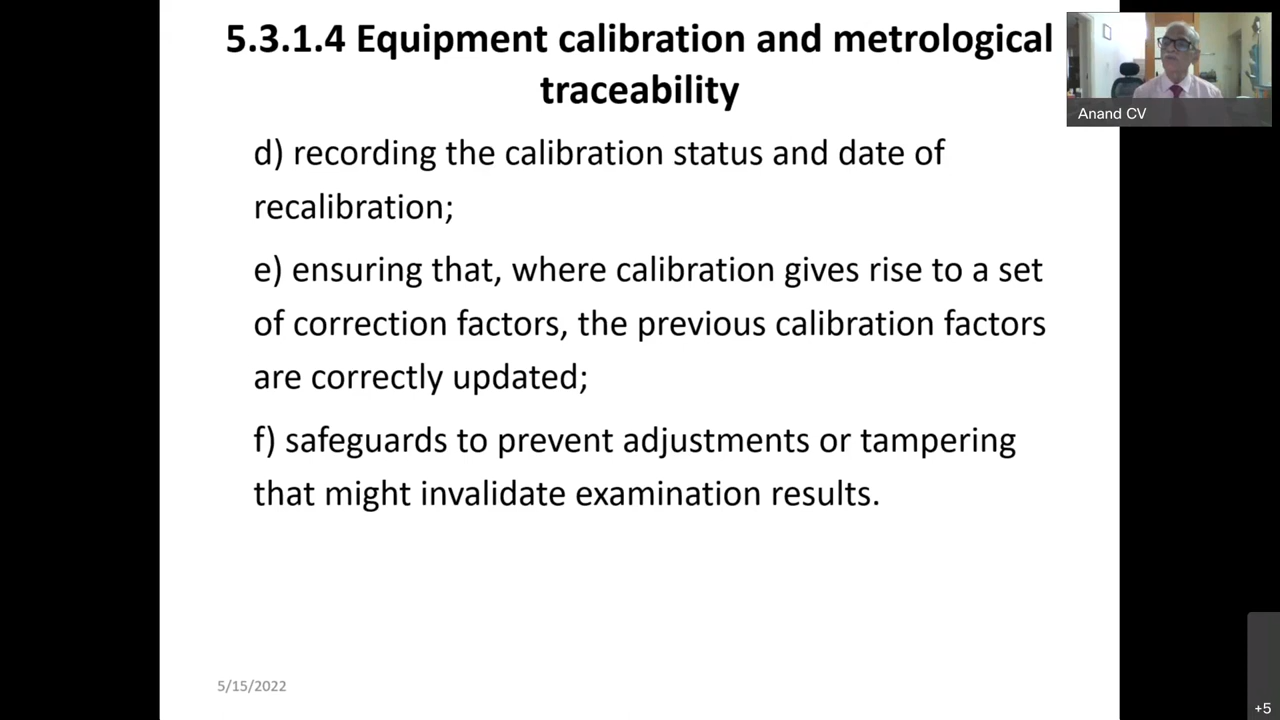 5.3.1.4 Equipment calibration and metrological
traceability
Anand CV
d) recording the calibration status and date of
recalibration;
e) ensuring that, where calibration gives rise to a set
of correction factors, the previous calibration factors
are correctly updated;
f) safeguards to prevent adjustments or tampering
that might invalidate examination results.
5/15/2022
+5